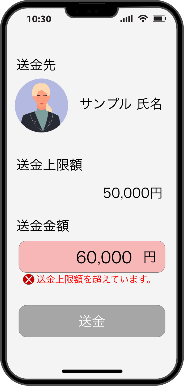 10:30
送金先
サンプル 氏名
送金上限額
50,000円
送金金額
60,000 円
送金上限額を超えています。
送金